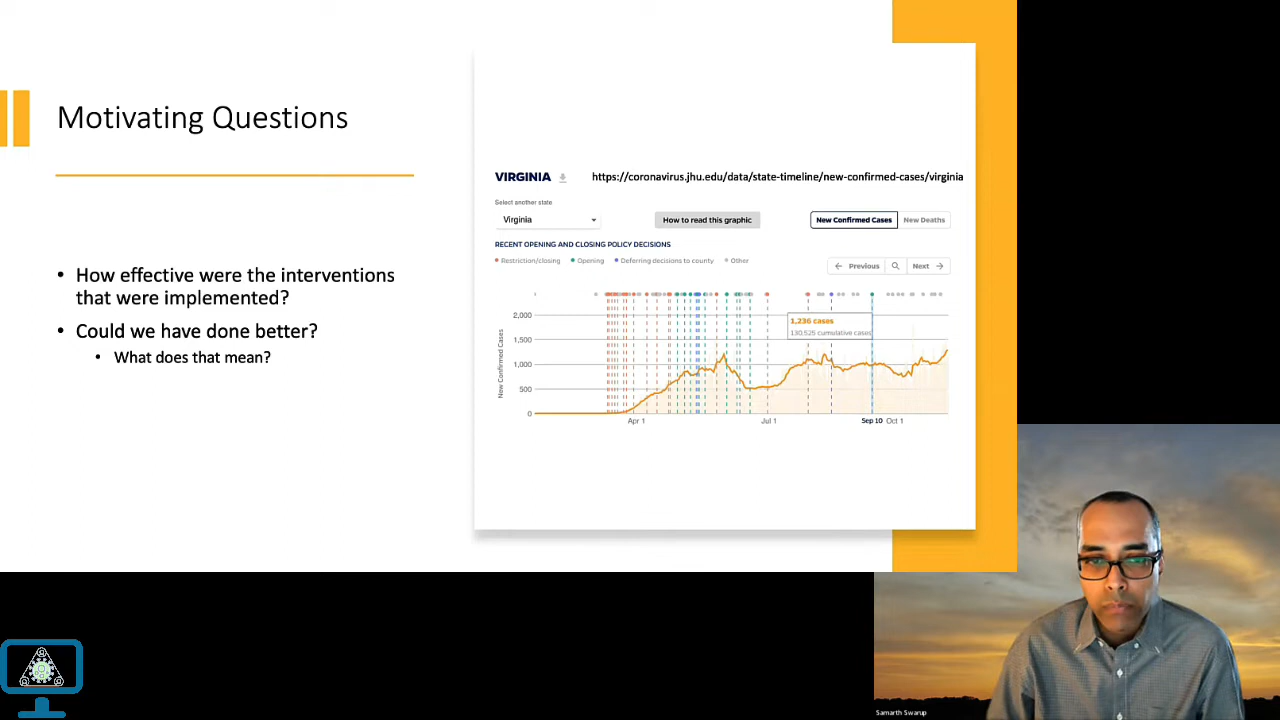 Motivating Questions
• How effective were the interventions
that were implemented?
• Could we have done better?
• What does that mean?
VIRGINIA
https://coronavirus.jhu.edu/data/state-timeline/new-confirmed-cases/virginia
Select another state
Virginia
How to read this graphic
New Confirmed Cases
New Deaths
RECENT OPENING AND CLOSING POLICY DECISIONS
Restriction/closing
Opening
Deferring decisions to county
Other
Previous
Next
New Confirmed Cases
2,000
1,500
1,000
500
0
1,236 cases
130,525 cumulative cases
Apr 1
Jul 1
Sep 10
Oct 1
Samarth Swarup